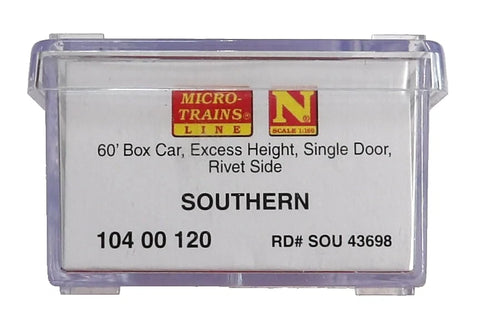 MICRO-
TRAINS®
LINE
N®
SCALE 1:160
60' Box Car, Excess Height, Single Door,
Rivet Side
SOUTHERN
104 00 120 RD# SOU 43698